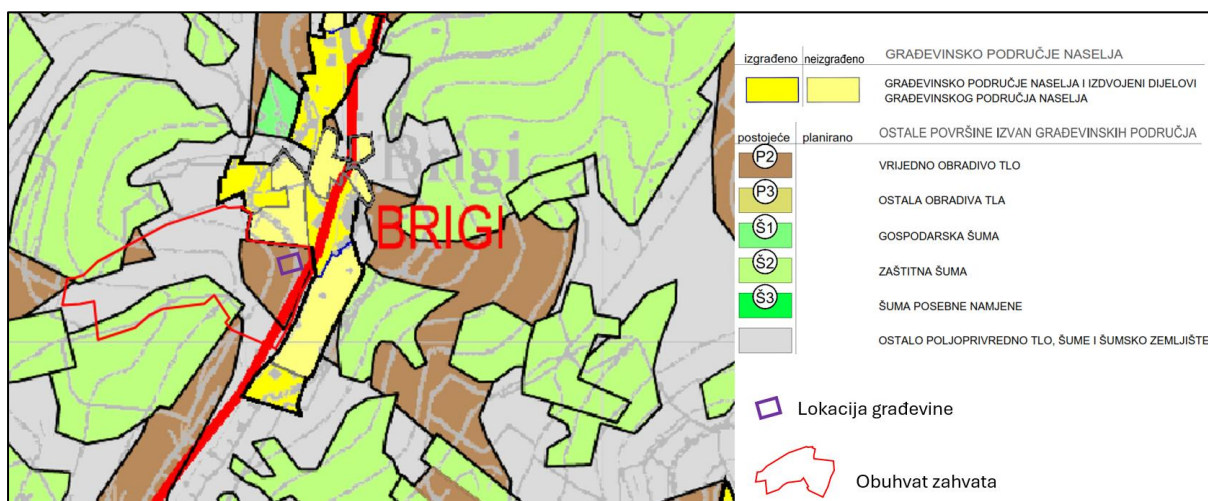 Brigi
BRIGI
GRAĐEVINSKO PODRUČJE NASELJA
izgrađeno neizgrađeno
GRAĐEVINSKO PODRUČJE NASELJA I IZDVOJENI DIJELOVI
GRAĐEVINSKOG PODRUČJA NASELJA
postojeće planirano
OSTALE POVRŠINE IZVAN GRAĐEVINSKIH PODRUČJA
P2 VRIJEDNO OBRADIVO TLO
P3 OSTALA OBRADIVA TLA
Š1 GOSPODARSKA ŠUMA
Š2 ZAŠTITNA ŠUMA
Š3 ŠUMA POSEBNE NAMJENE
OSTALO POLJOPRIVREDNO TLO, ŠUME I ŠUMSKO ZEMLJIŠTE
Lokacija građevine
Obuhvat zahvata